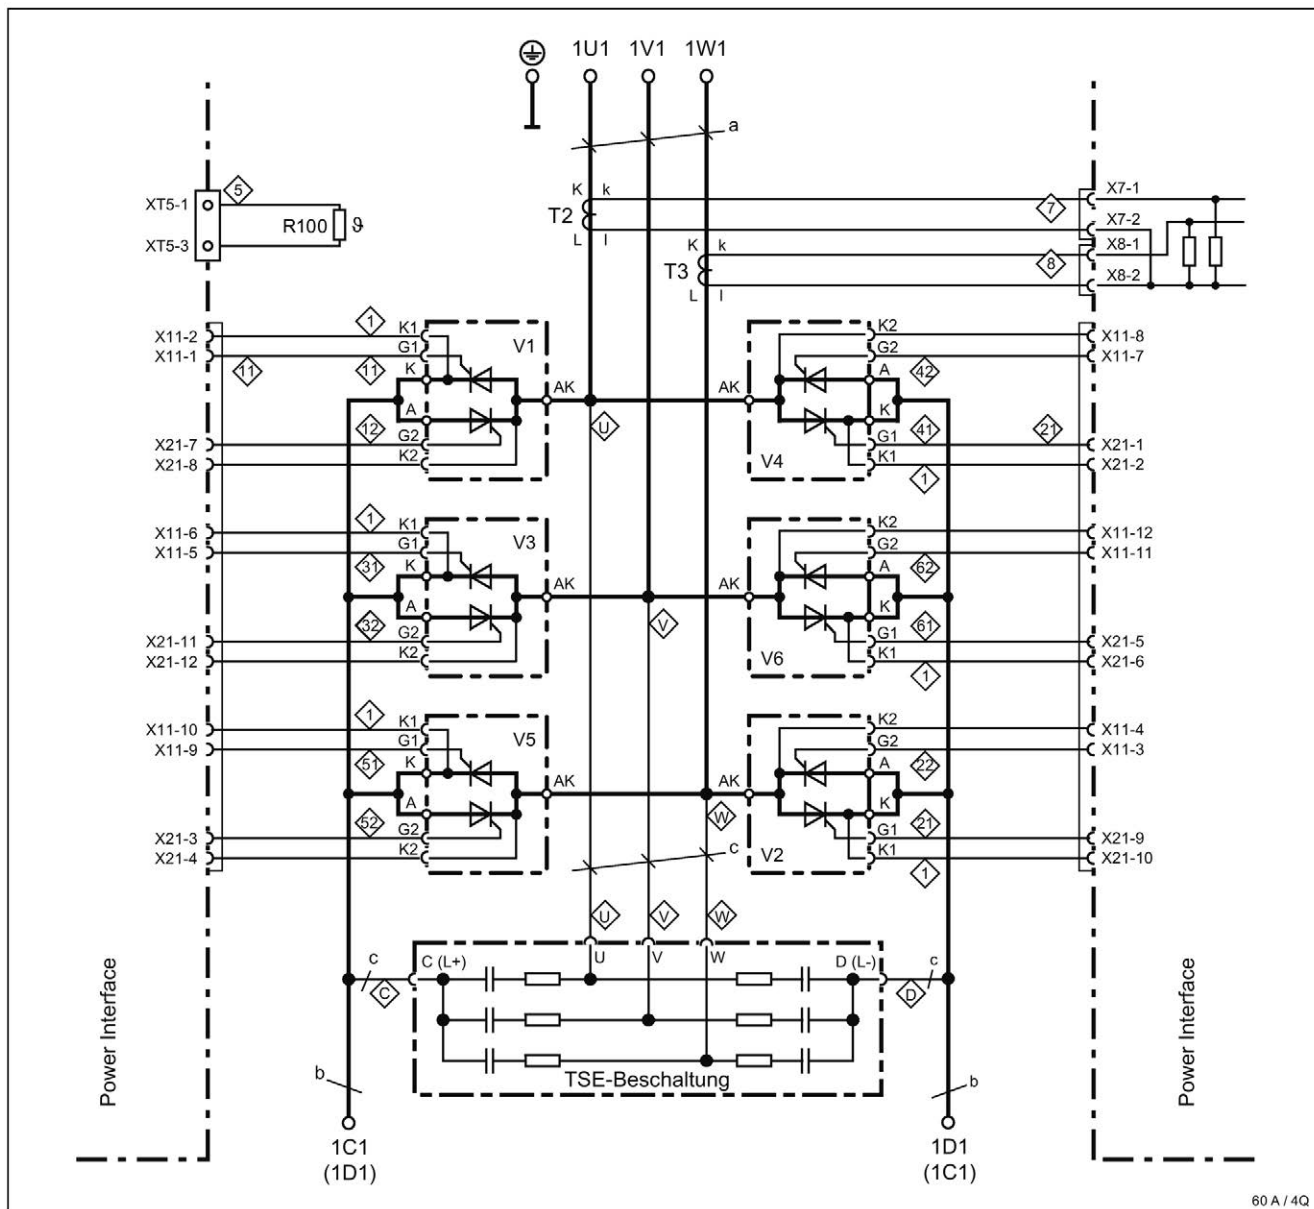 1U1 1V1 1W1
a
5
XT5-1
R100 ϑ
XT5-3
K k
T2
L l
K k
T3
L l
7
8
X7-1
X7-2
X8-1
X8-2
X11-2
X11-1
11
1
11
K1
G1
K
V1
AK
U
A
12
G2
K2
X21-7
X21-8
AK
V4
K2
G2
A
42
K
41
G1
K1
1
21
X11-8
X11-7
X21-1
X21-2
X11-6
X11-5
1
31
K1
G1
K
V3
AK
V
A
32
G2
K2
X21-11
X21-12
AK
V6
K2
G2
A
62
K
61
G1
K1
1
X11-12
X11-11
X21-5
X21-6
X11-10
X11-9
1
51
K1
G1
K
V5
AK
A
52
G2
K2
X21-3
X21-4
AK
W
V2
K2
G2
A
22
K
21
G1
K1
1
X11-4
X11-3
X21-9
X21-10
c
U V W
U V W
c
C
C (L+)
D (L-)
c
D
TSE-Beschaltung
b
b
Power Interface
Power Interface
1C1
(1D1)
1D1
(1C1)
60 A / 4Q